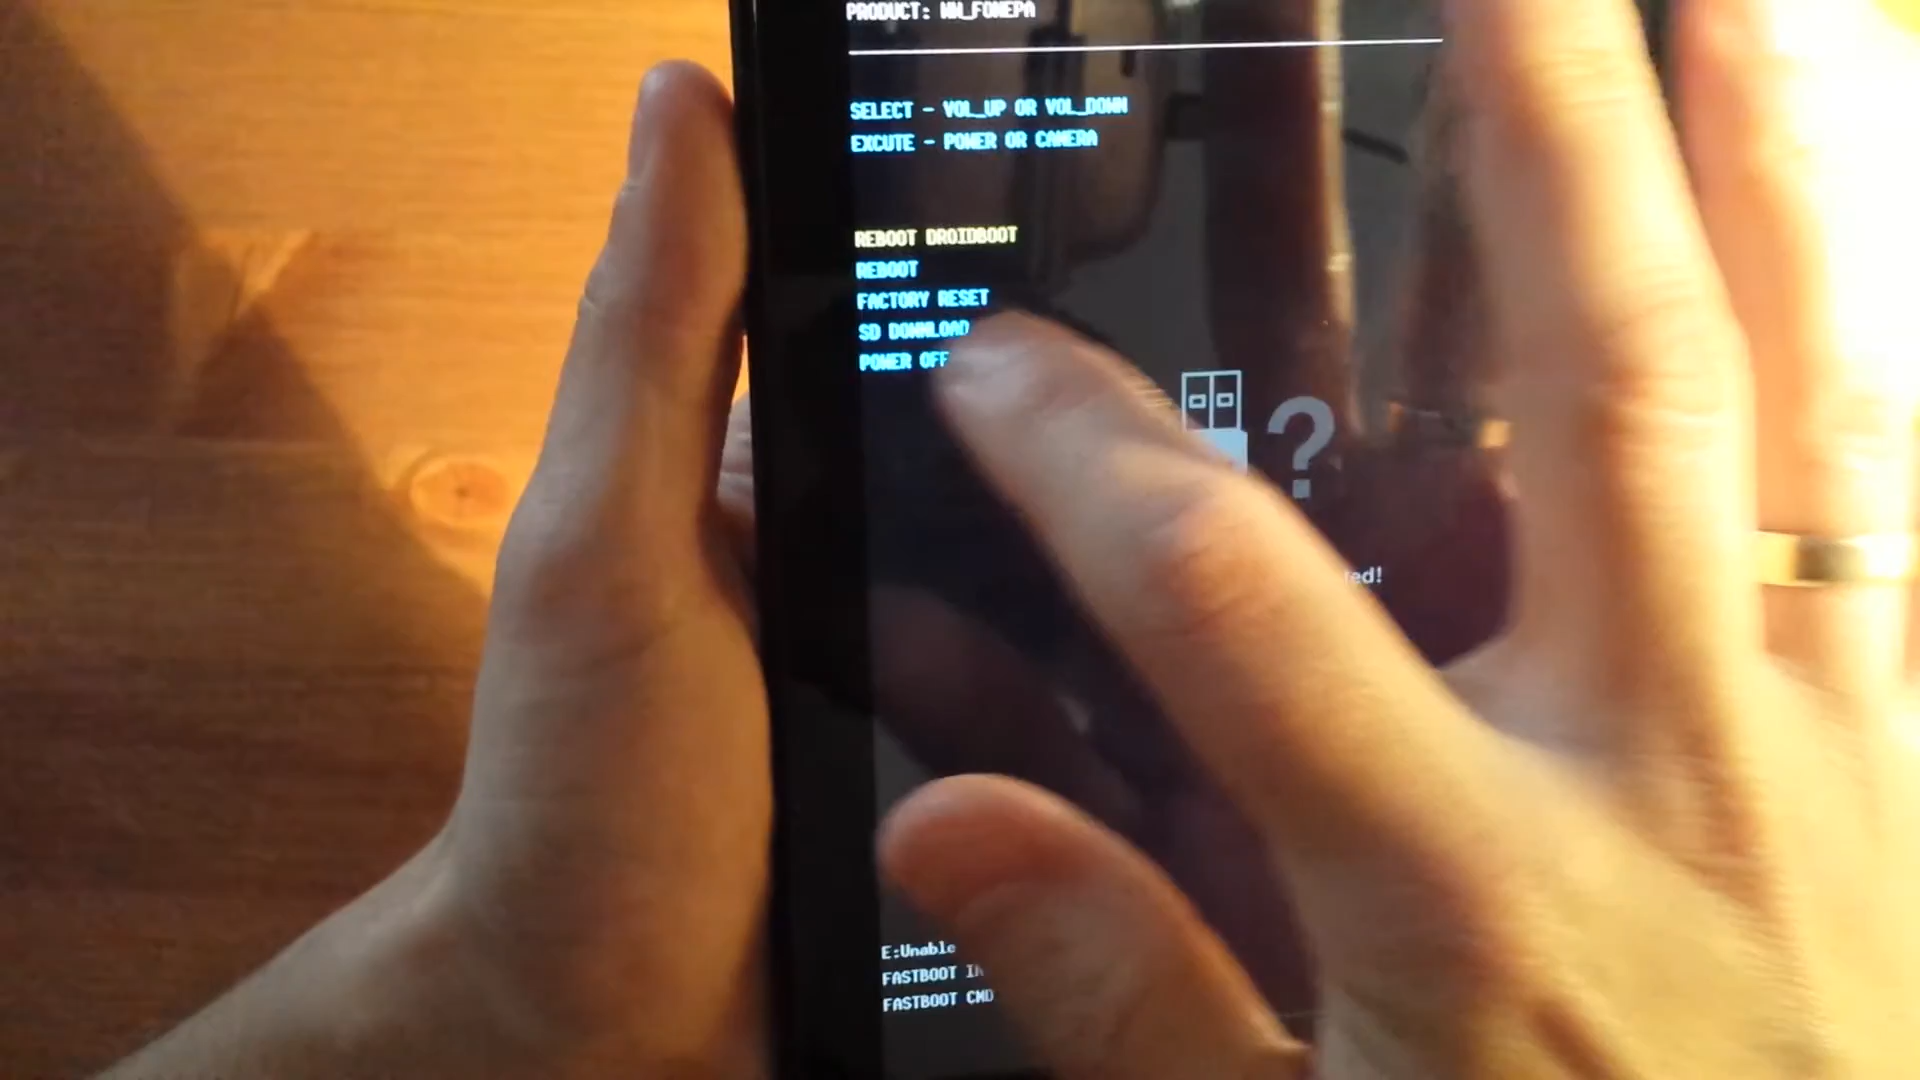 PRODUCT: WW_FONEPA
SELECT - VOL_UP OR VOL_DOWN
EXCUTE - POWER OR CAMERA
REBOOT DROIDBOOT
REBOOT
FACTORY RESET
SD DOWNLOAD
POWER OFF
?
ted!
E:Unable
FASTBOOT
FASTBOOT CMD